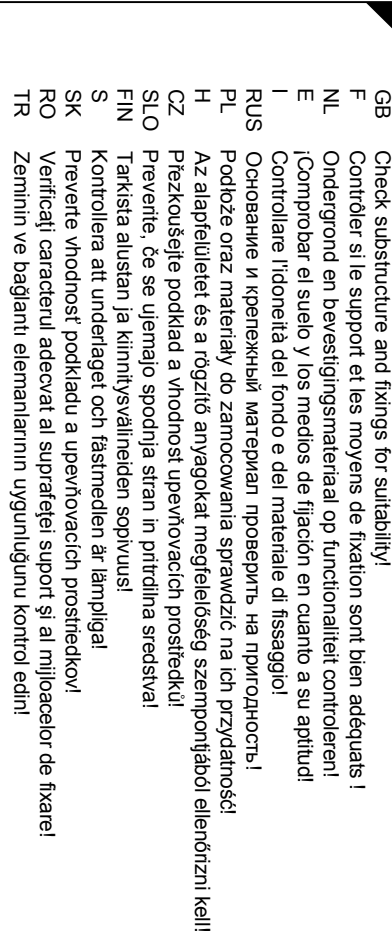 GB Check substructure and fixings for suitability!
F Contrôler si le support et les moyens de fixation sont bien adéquats !
NL Ondergrond en bevestigingsmateriaal op functionaliteit controleren!
E ¡Comprobar el suelo y los medios de fijación en cuanto a su aptitud!
I Controllare l'idoneità del fondo e del materiale di fissaggio!
RUS Основание и крепежный материал проверить на пригодность!
PL Podłoże oraz materiały do zamocowania sprawdzić na ich przydatność!
H Az alapfelületet és a rögzítő anyagokat megfelelőség szempontjából ellenőrizni kell!
CZ Přezkoušejte podklad a vhodnost upevňovacích prostředků!
SLO Preverite, če se ujemajo spodnja stran in pritrdilna sredstva!
FIN Tarkista alustan ja kiinnitysvälineiden sopivuus!
S Kontrollera att underlaget och fästmedlen är lämpliga!
SK Preverte vhodnosť podkladu a upevňovacích prostriedkov!
RO Verificaţi caracterul adecvat al suprafeţei suport şi al mijloacelor de fixare!
TR Zeminin ve bağlantı elemanlarının uygunluğunu kontrol edin!